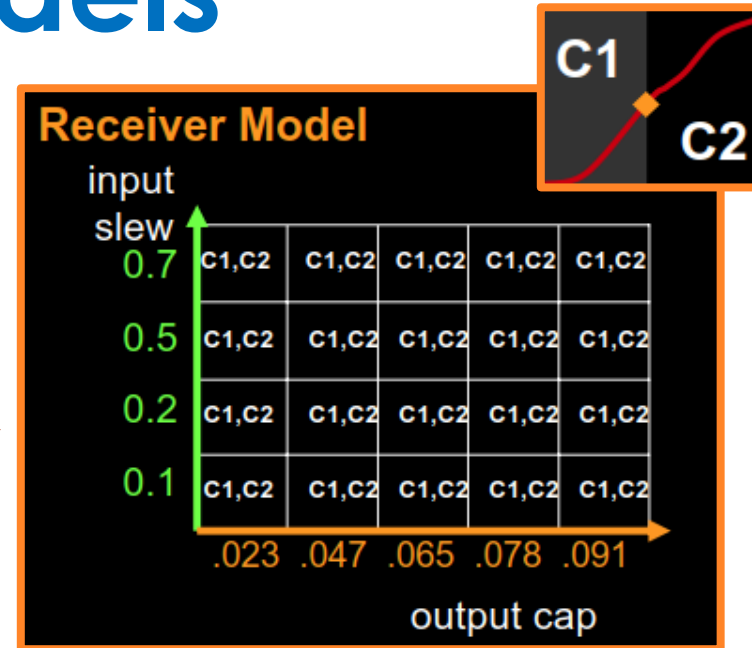 C1
C2
Receiver Model
input
slew
0.7 C1,C2 C1,C2 C1,C2 C1,C2 C1,C2
0.5 C1,C2 C1,C2 C1,C2 C1,C2 C1,C2
0.2 C1,C2 C1,C2 C1,C2 C1,C2 C1,C2
0.1 C1,C2 C1,C2 C1,C2 C1,C2 C1,C2
.023 .047 .065 .078 .091
output cap